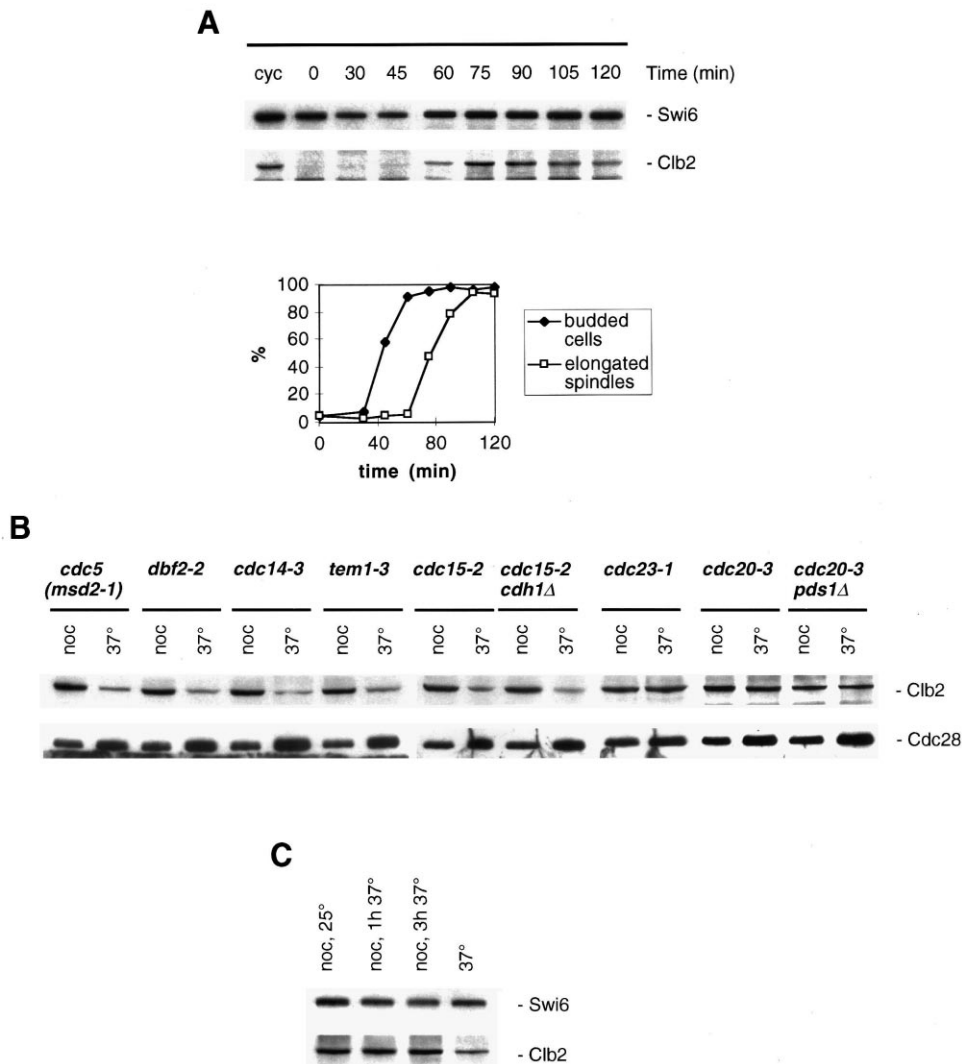 A
cyc 0 30 45 60 75 90 105 120 Time (min)
- Swi6
- Clb2
100
80
60
40
20
0
%
0 40 80 120
time (min)
budded
cells
elongated
spindles
B
cdc5 (msd2-1) dbf2-2 cdc14-3 tem1-3 cdc15-2 cdc15-2 cdh1Δ cdc23-1 cdc20-3 cdc20-3 pds1Δ
noc 37° noc 37° noc 37° noc 37° noc 37° noc 37° noc 37° noc 37° noc 37°
- Clb2
- Cdc28
C
noc, 25° noc, 1h 37° noc, 3h 37° 37°
- Swi6
- Clb2